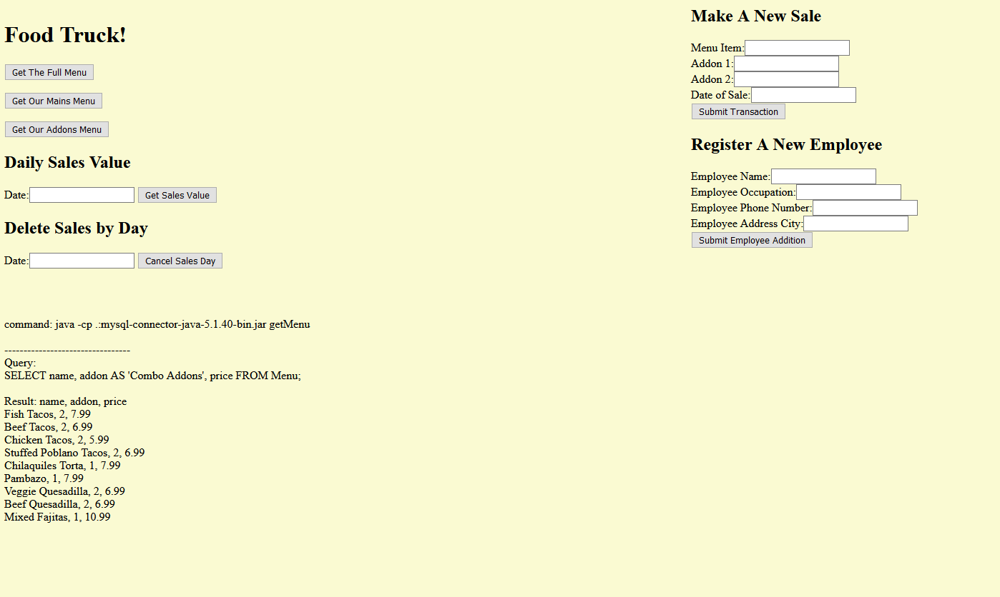 Food Truck!
Get The Full Menu
Get Our Mains Menu
Get Our Addons Menu
Daily Sales Value
Date: Get Sales Value
Delete Sales by Day
Date: Cancel Sales Day
command: java -cp .:mysql-connector-java-5.1.40-bin.jar getMenu
---------------------------------
Query:
SELECT name, addon AS 'Combo Addons', price FROM Menu;
Result: name, addon, price
Fish Tacos, 2, 7.99
Beef Tacos, 2, 6.99
Chicken Tacos, 2, 5.99
Stuffed Poblano Tacos, 2, 6.99
Chilaquiles Torta, 1, 7.99
Pambazo, 1, 7.99
Veggie Quesadilla, 2, 6.99
Beef Quesadilla, 2, 6.99
Mixed Fajitas, 1, 10.99
Make A New Sale
Menu Item:
Addon 1:
Addon 2:
Date of Sale:
Submit Transaction
Register A New Employee
Employee Name:
Employee Occupation:
Employee Phone Number:
Employee Address City:
Submit Employee Addition